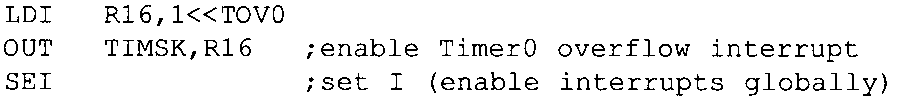 LDI R16,1<<TOV0
OUT TIMSK,R16 ;enable Timer0 overflow interrupt
SEI ;set I (enable interrupts globally)